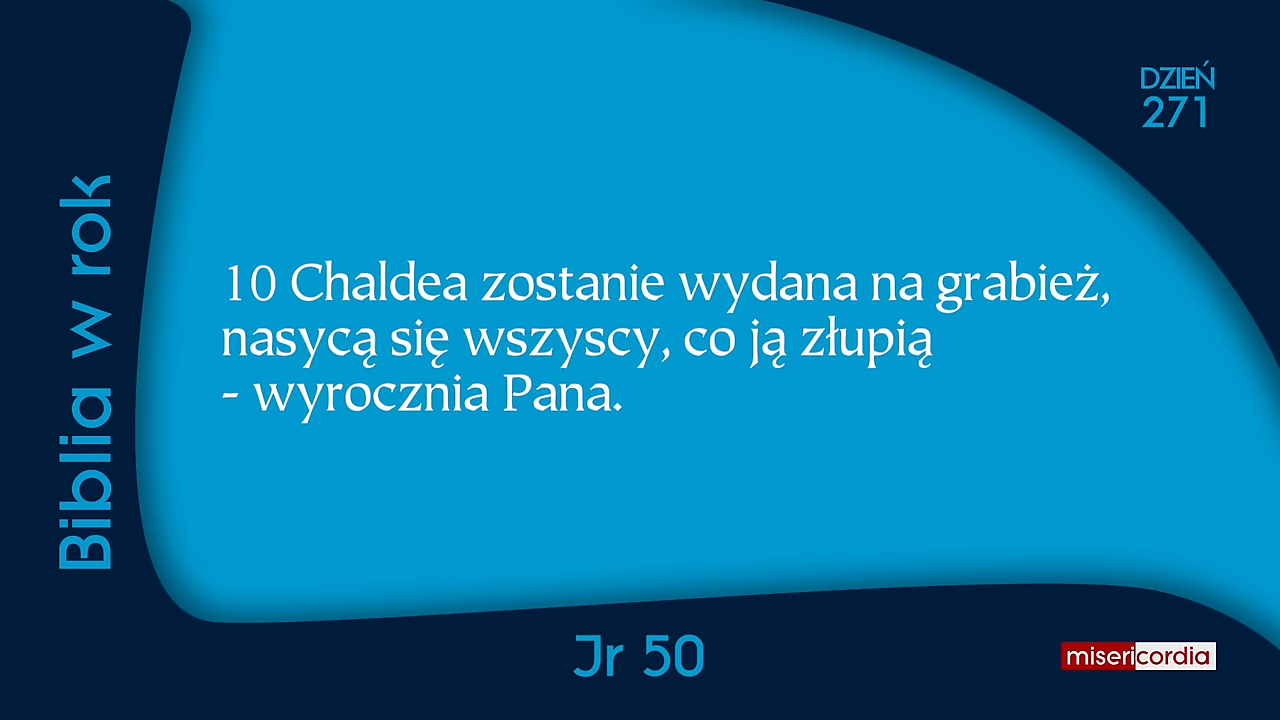 DZIEŃ
271
Biblia w rok
10 Chaldea zostanie wydana na grabież,
nasycą się wszyscy, co ją złupią
- wyrocznia Pana.
Jr 50
misericordia